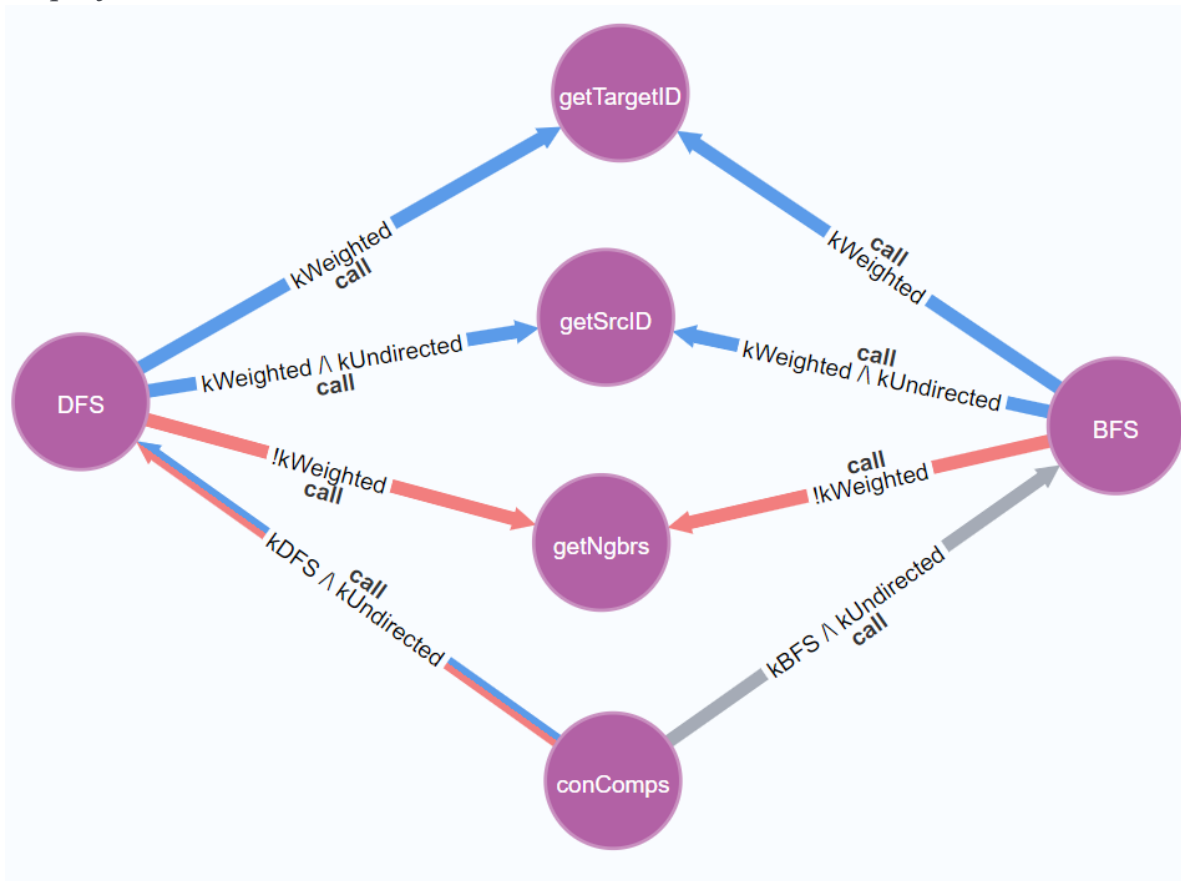 getTargetID
kWeighted
call
call
kWeighted
getSrcID
kWeighted /\ kUndirected
call
call
kWeighted /\ kUndirected
DFS
BFS
!kWeighted
call
call
!kWeighted
getNgbrs
call
kDFS /\ kUndirected
kBFS /\ kUndirected
call
conComps